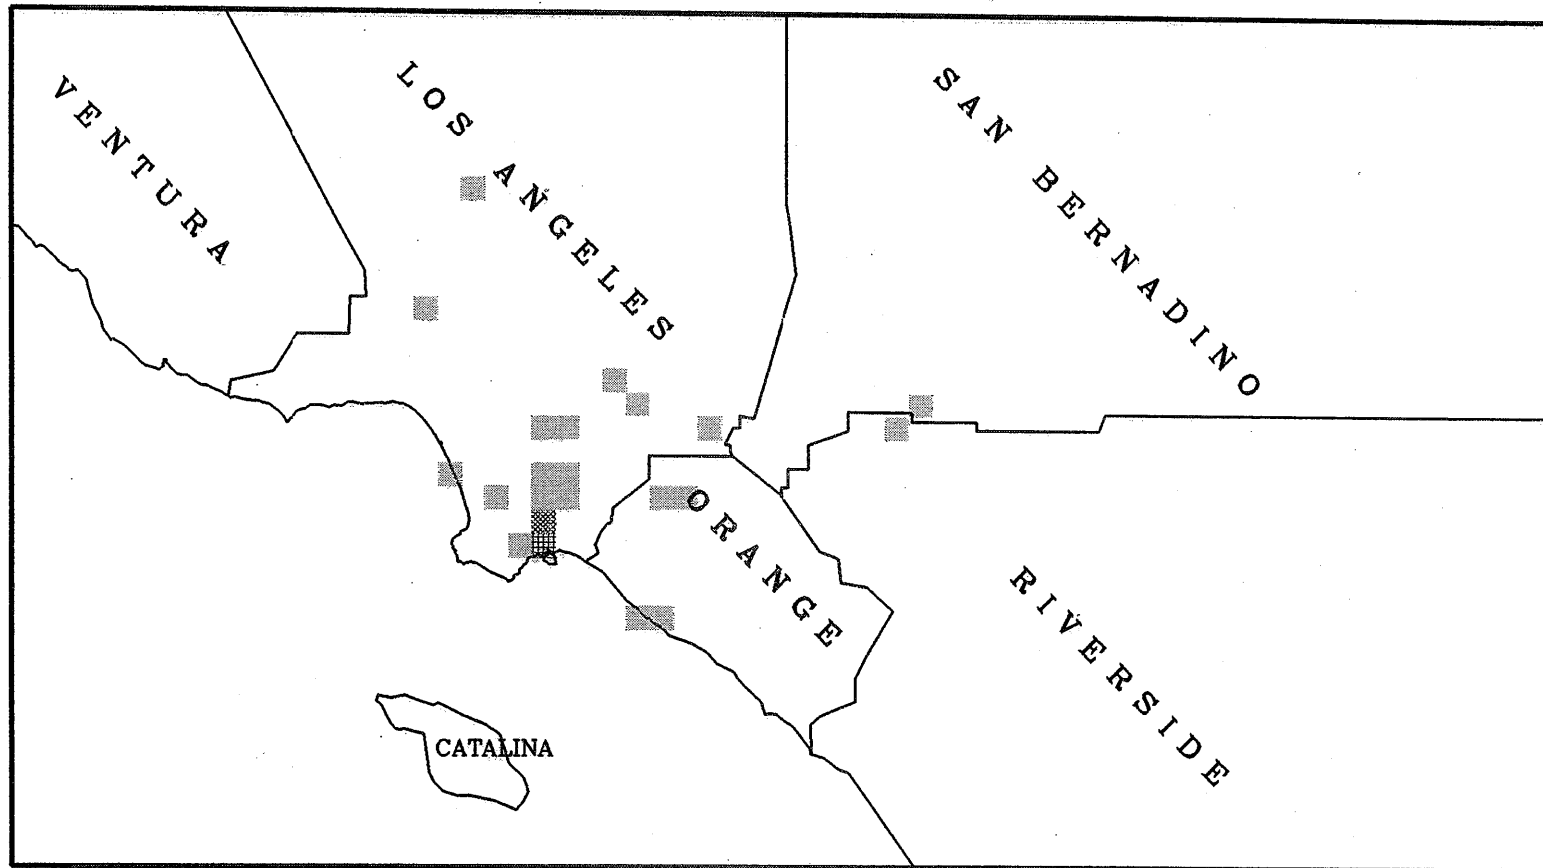 VENTURA
LOS ANGELES
SAN BERNADINO
ORANGE
RIVERSIDE
CATALINA